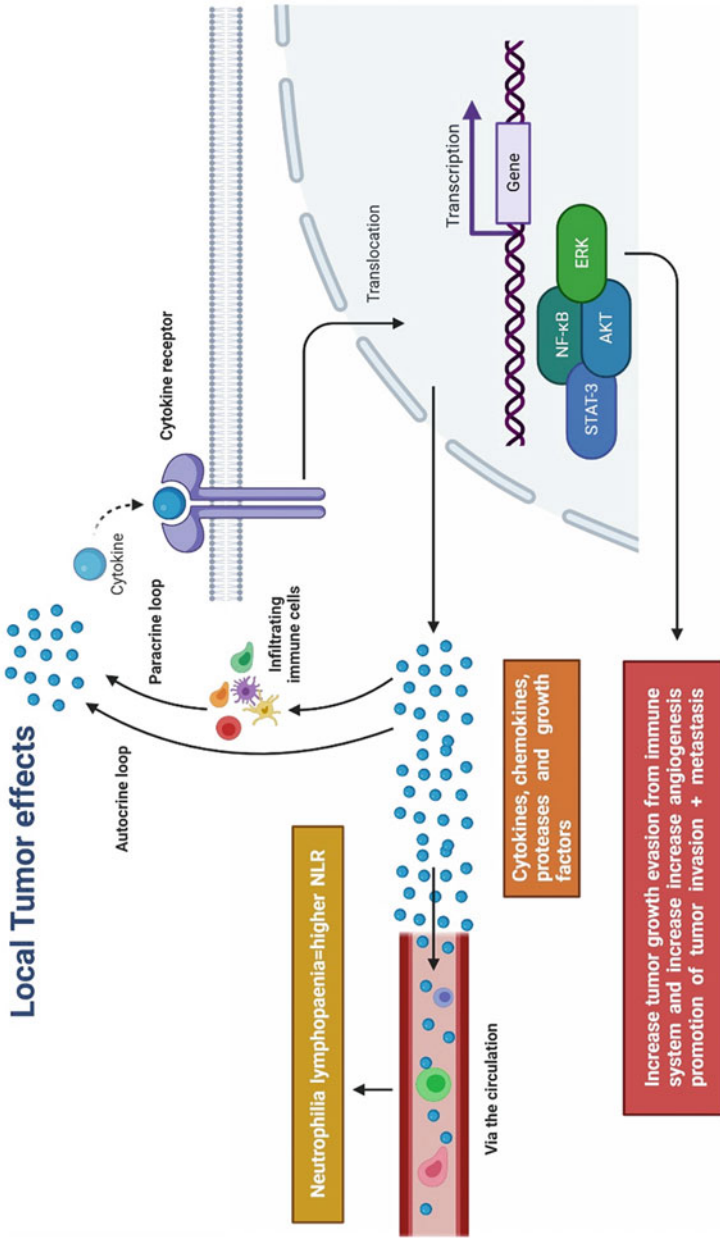 Local Tumor effects
Autocrine loop
Paracrine loop
Cytokine
Cytokine receptor
Infiltrating
immune cells
Translocation
Transcription
Gene
NF-κB
ERK
STAT-3
AKT
Neutrophilia lymphopaenia=higher NLR
Via the circulation
Cytokines, chemokines,
proteases and growth
factors
Increase tumor growth evasion from immune
system and increase increase angiogenesis
promotion of tumor invasion + metastasis